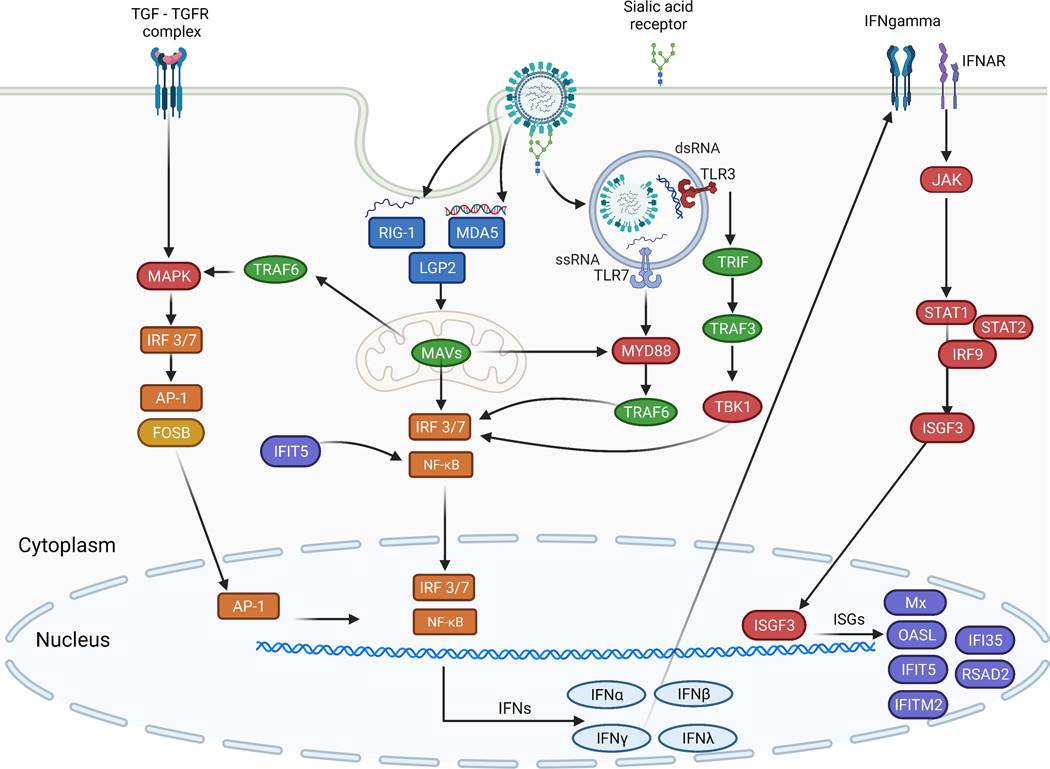 TGF - TGFR
complex
Sialic acid
receptor
IFNgamma
IFNAR
dsRNA
TLR3
JAK
RIG-1
MDA5
LGP2
ssRNA
TLR7
TRIF
MAPK
TRAF6
STAT1
STAT2
IRF 3/7
MAVs
MYD88
TRAF3
IRF9
AP-1
FOSB
IRF 3/7
TRAF6
TBK1
ISGF3
IFIT5
NF-κB
Cytoplasm
IRF 3/7
AP-1
NF-κB
Nucleus
ISGF3
ISGs
Mx
OASL
IFI35
IFIT5
RSAD2
IFITM2
IFNs
IFNα
IFNβ
IFNγ
IFNλ